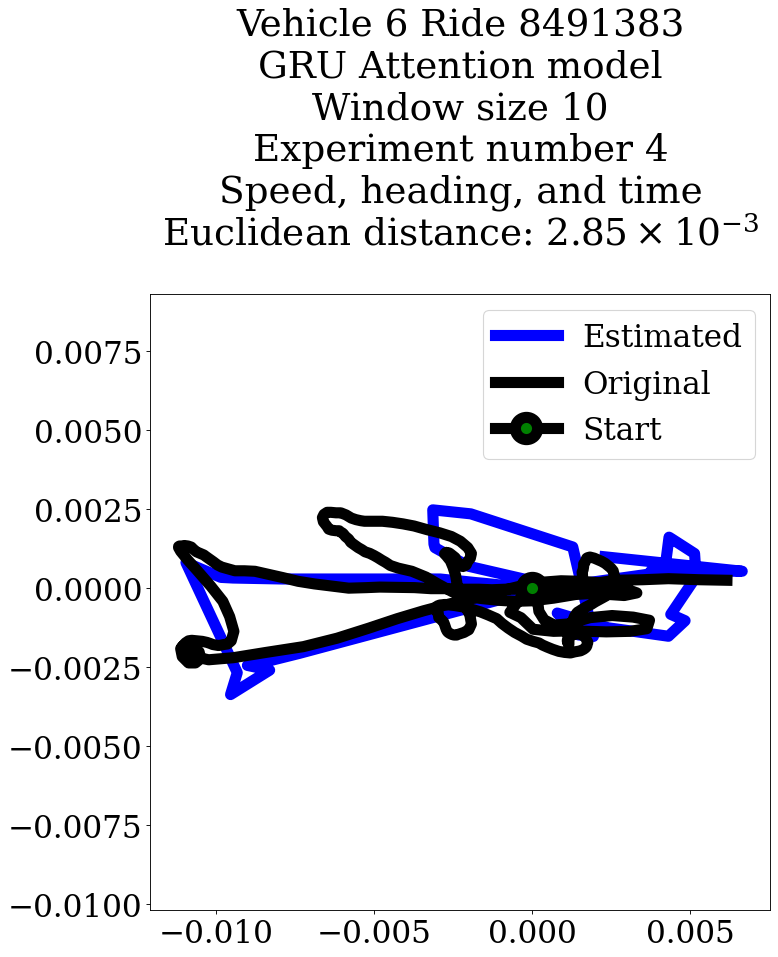 Vehicle 6 Ride 8491383
GRU Attention model
Window size 10
Experiment number 4
Speed, heading, and time
Euclidean distance: 2.85 × 10⁻³
Estimated
Original
Start
0.0075
0.0050
0.0025
0.0000
−0.0025
−0.0050
−0.0075
−0.0100
−0.010 −0.005 0.000 0.005